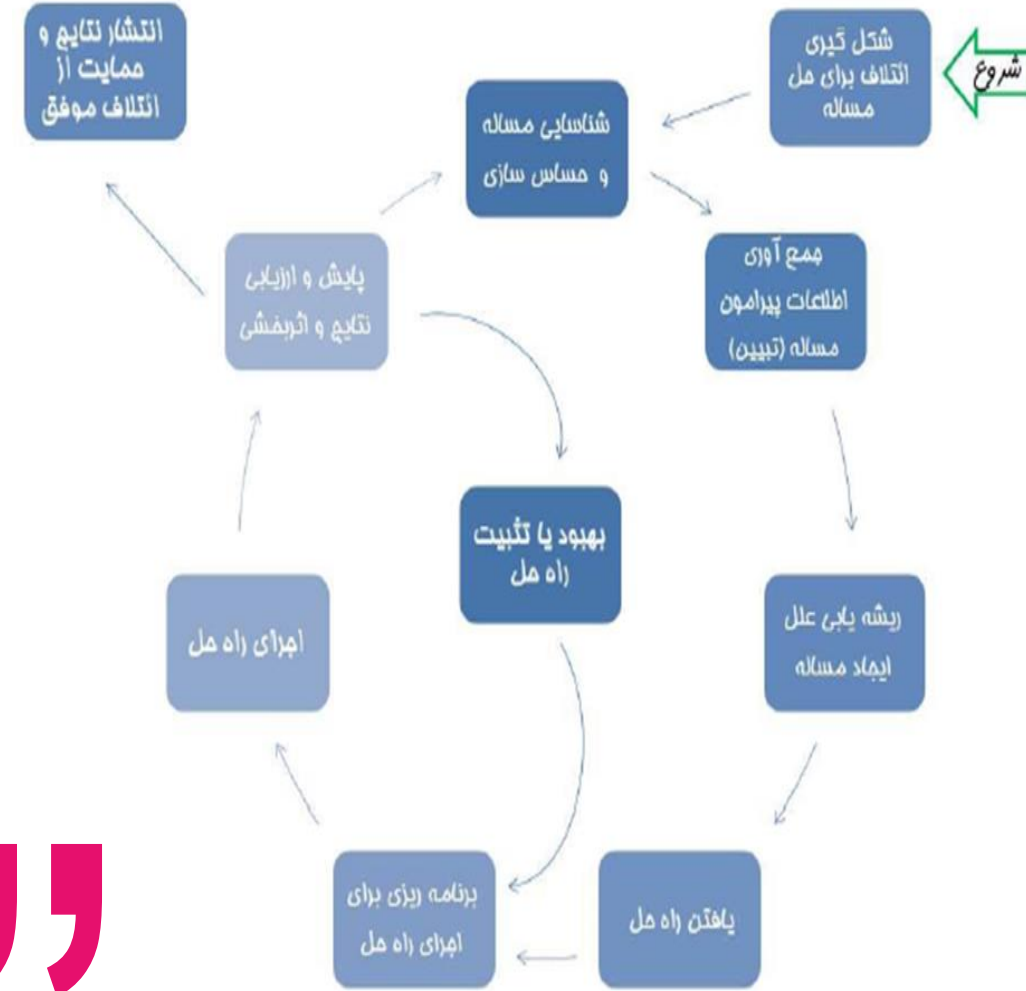 شروع
شکل گیری
ائتلاف برای حل
مساله
شناسایی مساله
و حساس سازی
جمع آوری
اطلاعات پیرامون
مساله (تبیین)
ریشه یابی علل
ایجاد مساله
یافتن راه حل
برنامه ریزی برای
اجرای راه حل
اجرای راه حل
پایش و ارزیابی
نتایج و اثربخشی
بهبود یا تثبیت
راه حل
انتشار نتایج و
حمایت از
ائتلاف موفق